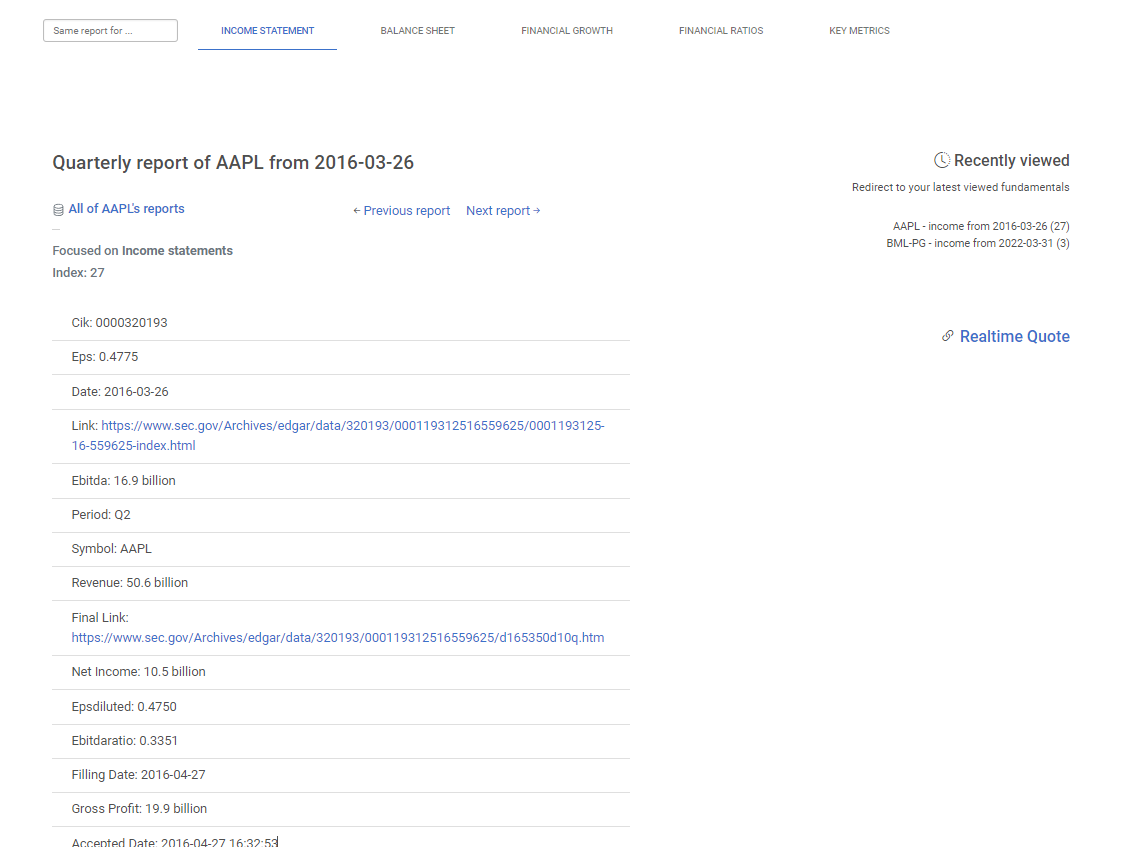 Same report for ...
INCOME STATEMENT
BALANCE SHEET
FINANCIAL GROWTH
FINANCIAL RATIOS
KEY METRICS
Quarterly report of AAPL from 2016-03-26
All of AAPL's reports
← Previous report
Next report →
Focused on Income statements
Index: 27
Cik: 0000320193
Eps: 0.4775
Date: 2016-03-26
Link: https://www.sec.gov/Archives/edgar/data/320193/000119312516559625/0001193125-
16-559625-index.html
Ebitda: 16.9 billion
Period: Q2
Symbol: AAPL
Revenue: 50.6 billion
Final Link:
https://www.sec.gov/Archives/edgar/data/320193/000119312516559625/d165350d10q.htm
Net Income: 10.5 billion
Epsdiluted: 0.4750
Ebitdaratio: 0.3351
Filling Date: 2016-04-27
Gross Profit: 19.9 billion
Accepted Date: 2016-04-27 16:32:53
Recently viewed
Redirect to your latest viewed fundamentals
AAPL - income from 2016-03-26 (27)
BML-PG - income from 2022-03-31 (3)
Realtime Quote